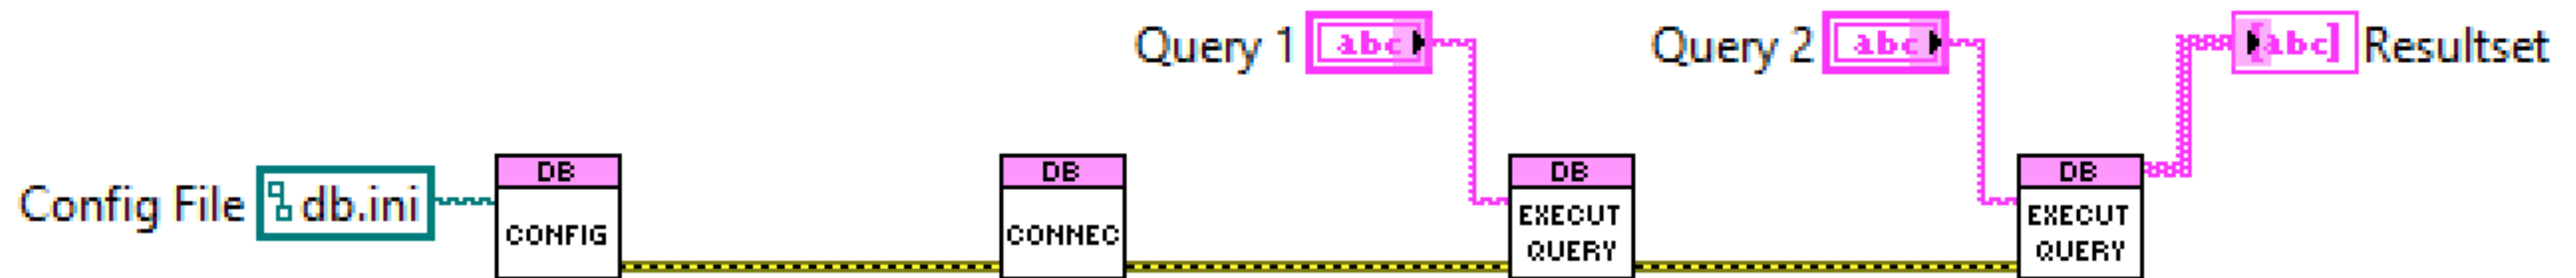 Query 1 abc Query 2 abc [abc] Resultset
DB DB DB DB
Config File db.ini CONFIG CONNEC EXECUT QUERY EXECUT QUERY